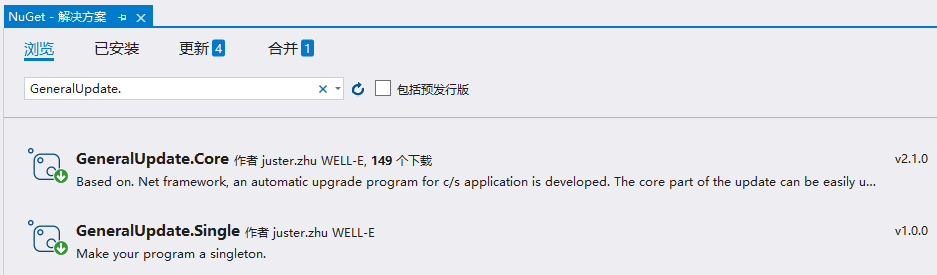 NuGet - 解决方案
浏览 已安装 更新 4 合并 1
GeneralUpdate. 包括预发行版
GeneralUpdate.Core 作者 juster.zhu WELL-E, 149 个下载 v2.1.0
Based on. Net framework, an automatic upgrade program for c/s application is developed. The core part of the update can be easily u...
GeneralUpdate.Single 作者 juster.zhu WELL-E v1.0.0
Make your program a singleton.